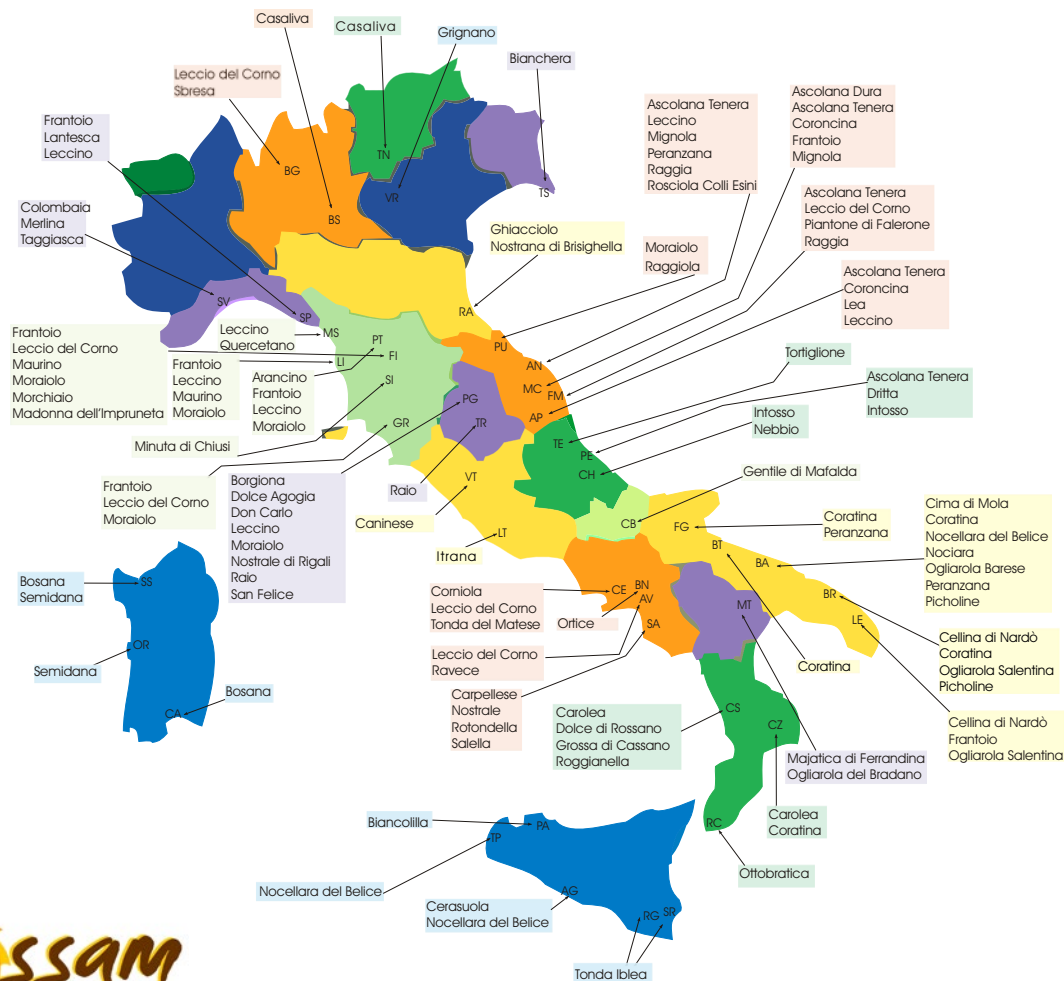 Casaliva
Casaliva
Grignano
Bianchera
Leccio del Corno
Sbresa
Frantoio
Lantesca
Leccino
Colombaia
Merlina
Taggiasca
Ascolana Tenera
Leccino
Mignola
Peranzana
Raggia
Rosciola Colli Esini
Ascolana Dura
Ascolana Tenera
Coroncina
Frantoio
Mignola
Ascolana Tenera
Leccio del Corno
Piantone di Falerone
Raggia
Ghiacciolo
Nostrana di Brisighella
Moraiolo
Raggiola
Ascolana Tenera
Coroncina
Lea
Leccino
BG
TN
BS
VR
TS
SV
SP
RA
MS
PT
FI
LI
SI
GR
PU
AN
MC
FM
AP
PG
TR
TE
PE
CH
VT
LT
CB
FG
BT
BA
BR
LE
CE
BN
AV
SA
MT
CS
CZ
RC
SS
OR
CA
TP
PA
AG
RG
SR
Leccino
Quercetano
Frantoio
Leccio del Corno
Maurino
Moraiolo
Morchiaio
Madonna dell'Impruneta
Frantoio
Leccino
Maurino
Moraiolo
Arancino
Frantoio
Leccino
Moraiolo
Minuta di Chiusi
Frantoio
Leccio del Corno
Moraiolo
Borgiona
Dolce Agogia
Don Carlo
Leccino
Moraiolo
Nostrale di Rigali
Raio
San Felice
Raio
Caninese
Itrana
Tortiglione
Ascolana Tenera
Dritta
Intosso
Intosso
Nebbio
Gentile di Mafalda
Coratina
Peranzana
Cima di Mola
Coratina
Nocellara del Belice
Nociara
Ogliarola Barese
Peranzana
Picholine
Bosana
Semidana
Semidana
Bosana
Corniola
Leccio del Corno
Tonda del Matese
Ortice
Leccio del Corno
Ravece
Carpellese
Nostrale
Rotondella
Salella
Coratina
Cellina di Nardò
Coratina
Ogliarola Salentina
Picholine
Cellina di Nardò
Frantoio
Ogliarola Salentina
Carolea
Dolce di Rossano
Grossa di Cassano
Roggianella
Majatica di Ferrandina
Ogliarola del Bradano
Carolea
Coratina
Ottobratica
Biancolilla
Nocellara del Belice
Cerasuola
Nocellara del Belice
Tonda Iblea